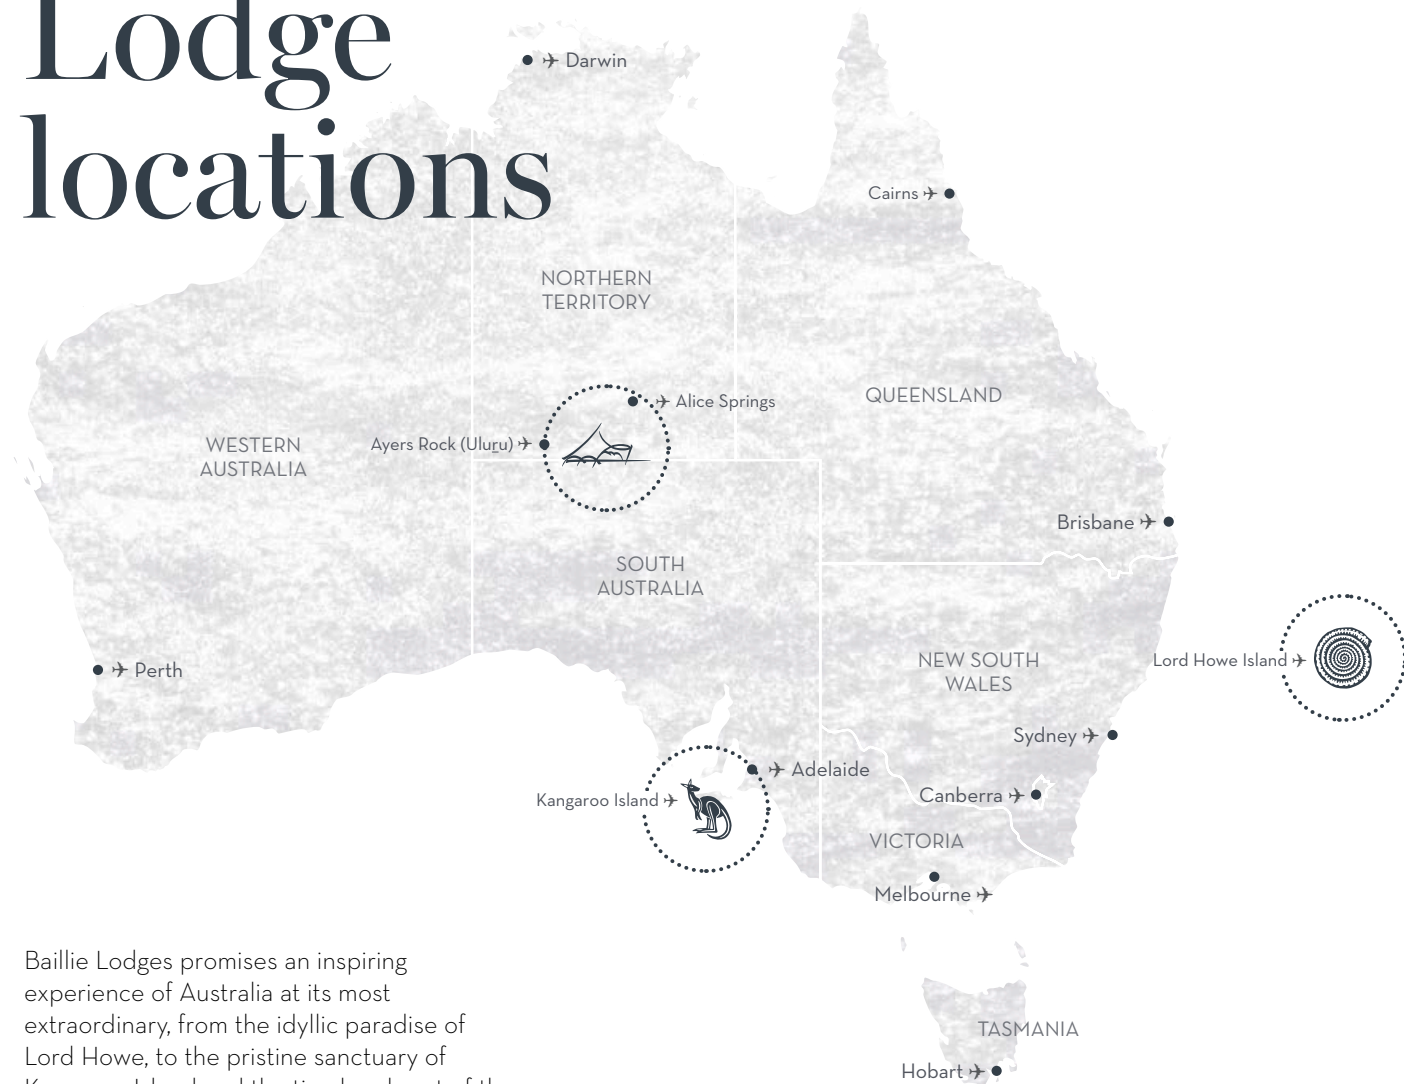 Lodge
locations
Darwin
Cairns
NORTHERN
TERRITORY
QUEENSLAND
Alice Springs
WESTERN
AUSTRALIA
Ayers Rock (Uluṟu)
Brisbane
SOUTH
AUSTRALIA
Perth
NEW SOUTH
WALES
Lord Howe Island
Sydney
Adelaide
Kangaroo Island
Canberra
VICTORIA
Melbourne
TASMANIA
Hobart
Baillie Lodges promises an inspiring
experience of Australia at its most
extraordinary, from the idyllic paradise of
Lord Howe, to the pristine sanctuary of